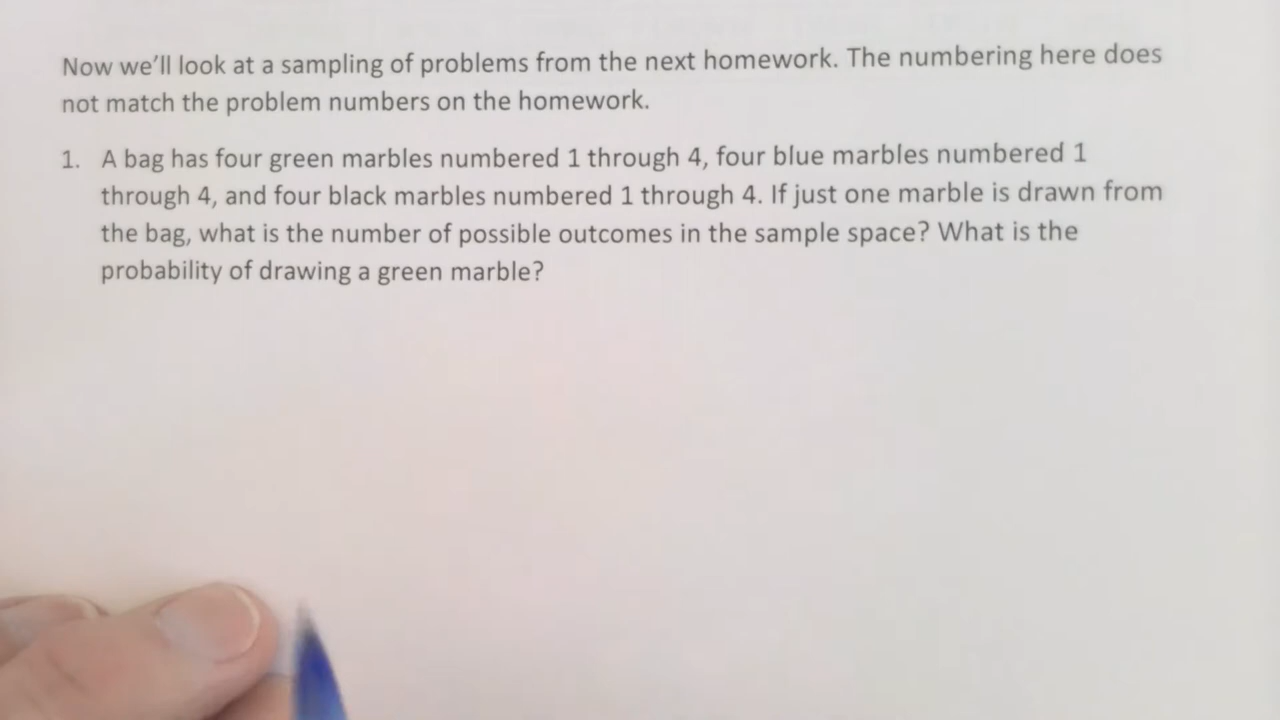 Now we’ll look at a sampling of problems from the next homework. The numbering here does
not match the problem numbers on the homework.
1. A bag has four green marbles numbered 1 through 4, four blue marbles numbered 1
through 4, and four black marbles numbered 1 through 4. If just one marble is drawn from
the bag, what is the number of possible outcomes in the sample space? What is the
probability of drawing a green marble?